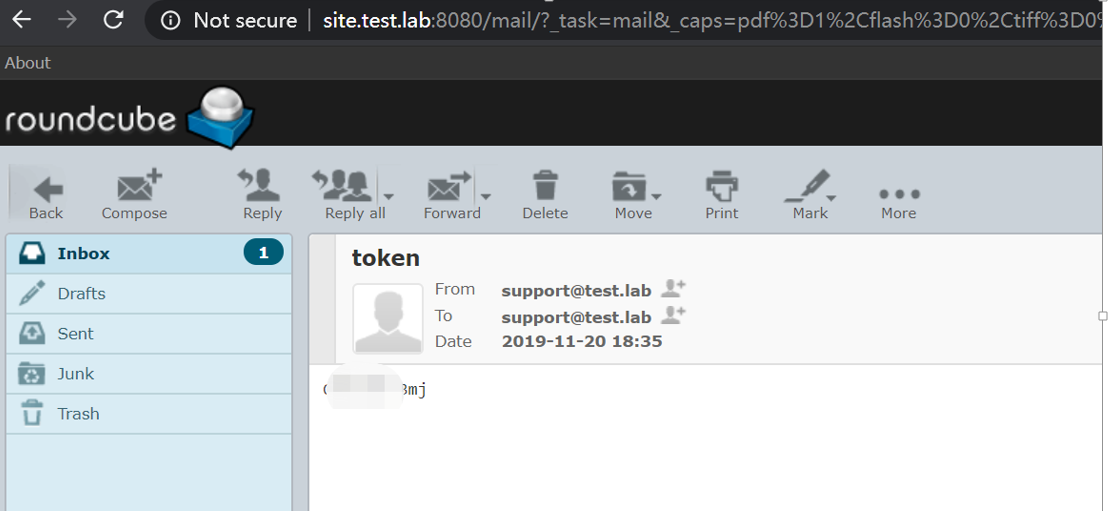 Not secure | site.test.lab:8080/mail/?_task=mail&_caps=pdf%3D1%2Cflash%3D0%2Ctiff%3D0%
About
roundcube
Back Compose Reply Reply all Forward Delete Move Print Mark More
Inbox 1
Drafts
Sent
Junk
Trash
token
From support@test.lab
To support@test.lab
Date 2019-11-20 18:35